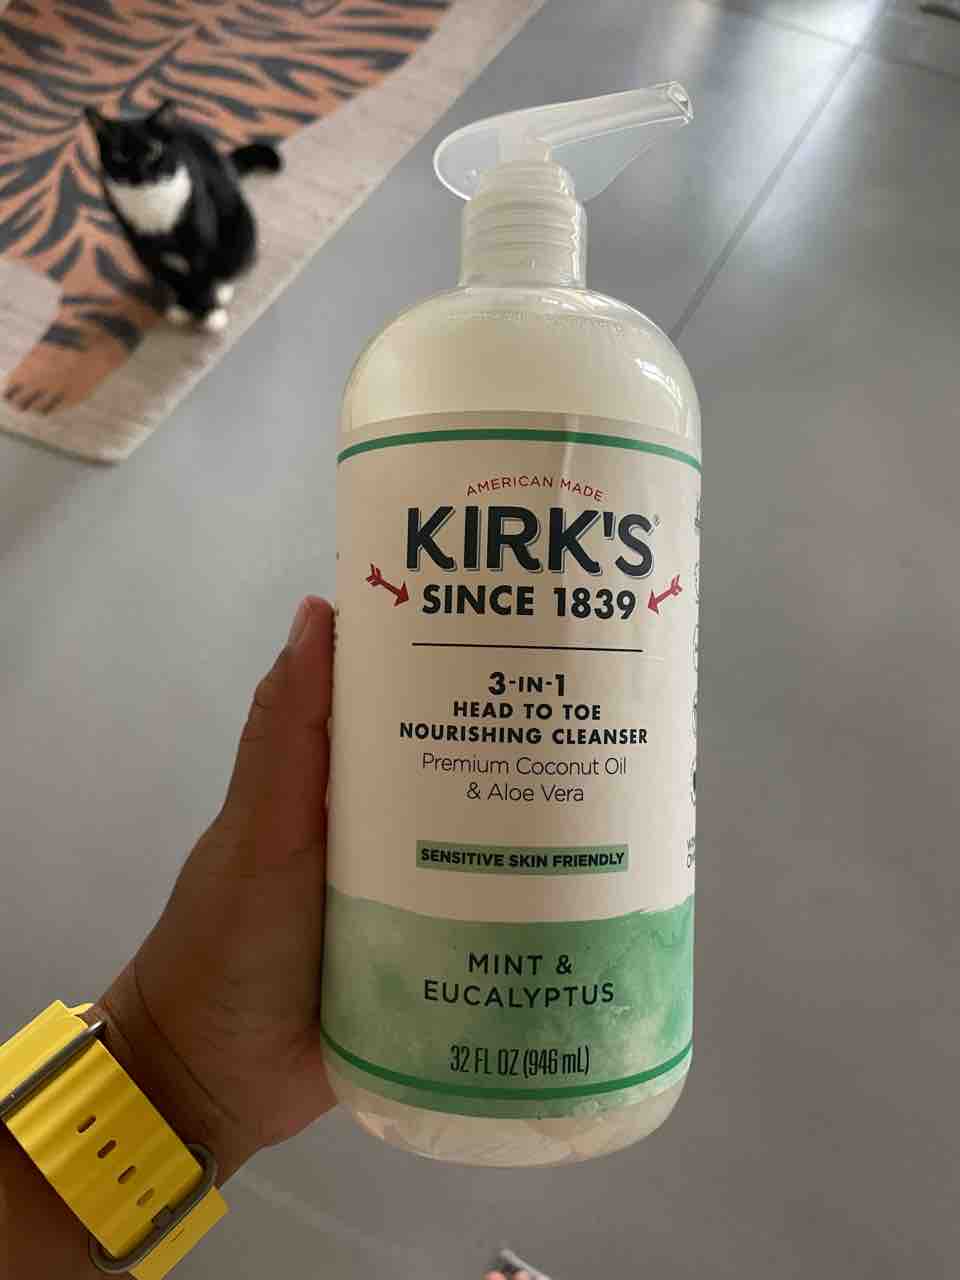 AMERICAN MADE
KIRK'S®
SINCE 1839
3-IN-1
HEAD TO TOE
NOURISHING CLEANSER
Premium Coconut Oil
& Aloe Vera
SENSITIVE SKIN FRIENDLY
MINT &
EUCALYPTUS
32 FL OZ (946 mL)